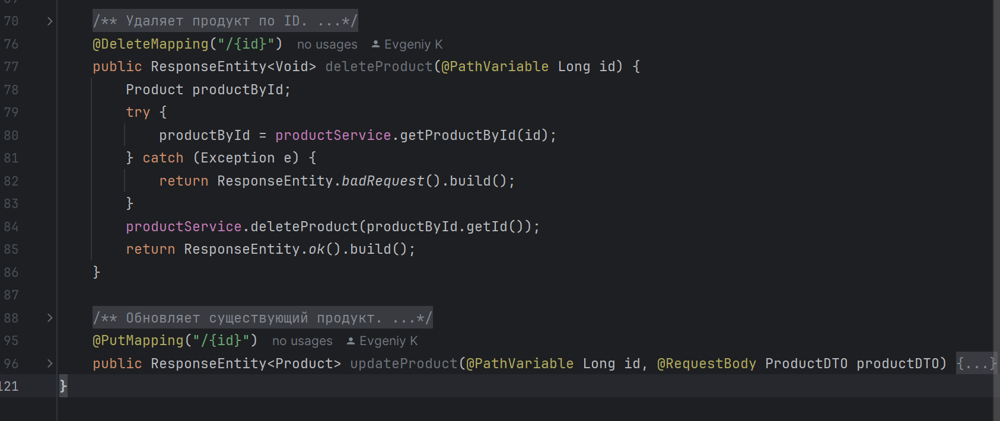 70 /** Удаляет продукт по ID. ...*/
76 @DeleteMapping("/{id}") no usages Evgeniy K
77 public ResponseEntity<Void> deleteProduct(@PathVariable Long id) {
78 Product productById;
79 try {
80 productById = productService.getProductById(id);
81 } catch (Exception e) {
82 return ResponseEntity.badRequest().build();
83 }
84 productService.deleteProduct(productById.getId());
85 return ResponseEntity.ok().build();
86 }
87
88 /** Обновляет существующий продукт. ...*/
95 @PutMapping("/{id}") no usages Evgeniy K
96 public ResponseEntity<Product> updateProduct(@PathVariable Long id, @RequestBody ProductDTO productDTO) {...}
121 }